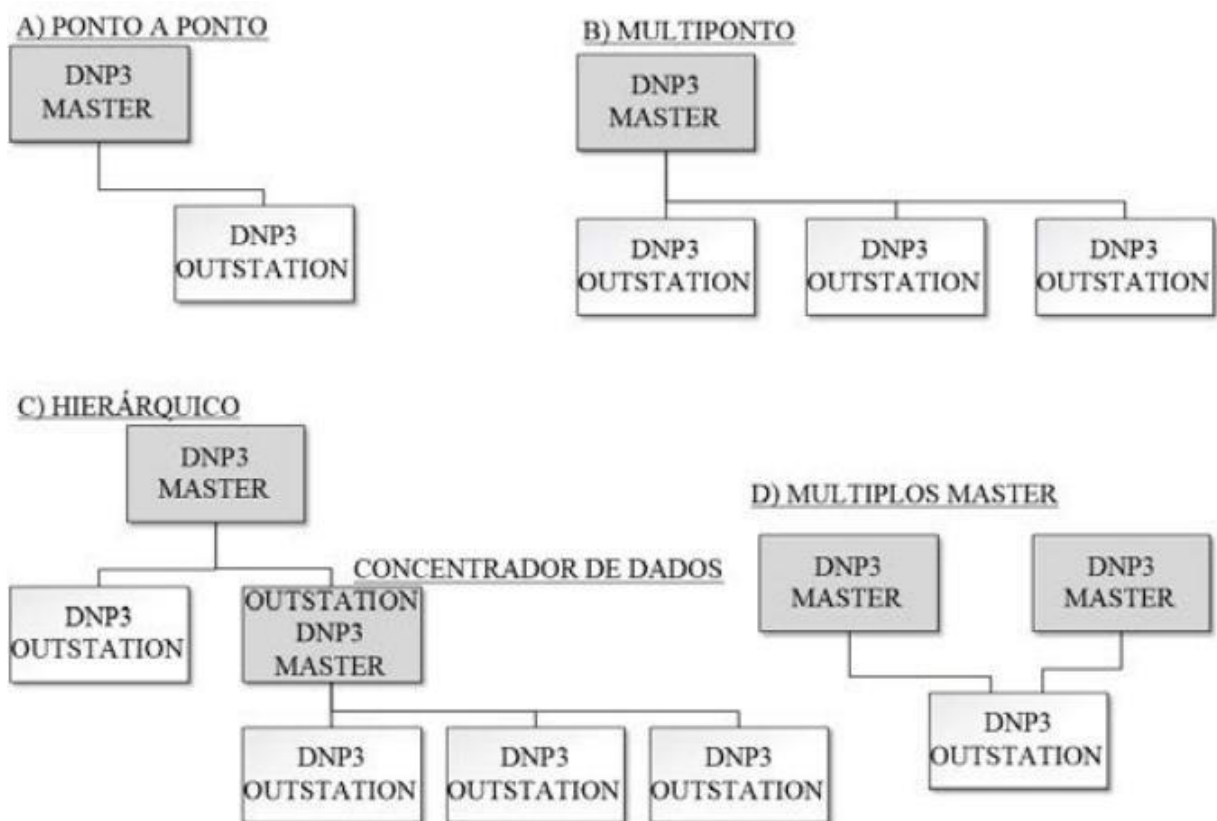 A) PONTO A PONTO
DNP3
MASTER
DNP3
OUTSTATION
B) MULTIPONTO
DNP3
MASTER
DNP3
OUTSTATION
DNP3
OUTSTATION
DNP3
OUTSTATION
C) HIERÁRQUICO
DNP3
MASTER
DNP3
OUTSTATION
CONCENTRADOR DE DADOS
OUTSTATION
DNP3
MASTER
DNP3
OUTSTATION
DNP3
OUTSTATION
DNP3
OUTSTATION
D) MULTIPLOS MASTER
DNP3
MASTER
DNP3
MASTER
DNP3
OUTSTATION